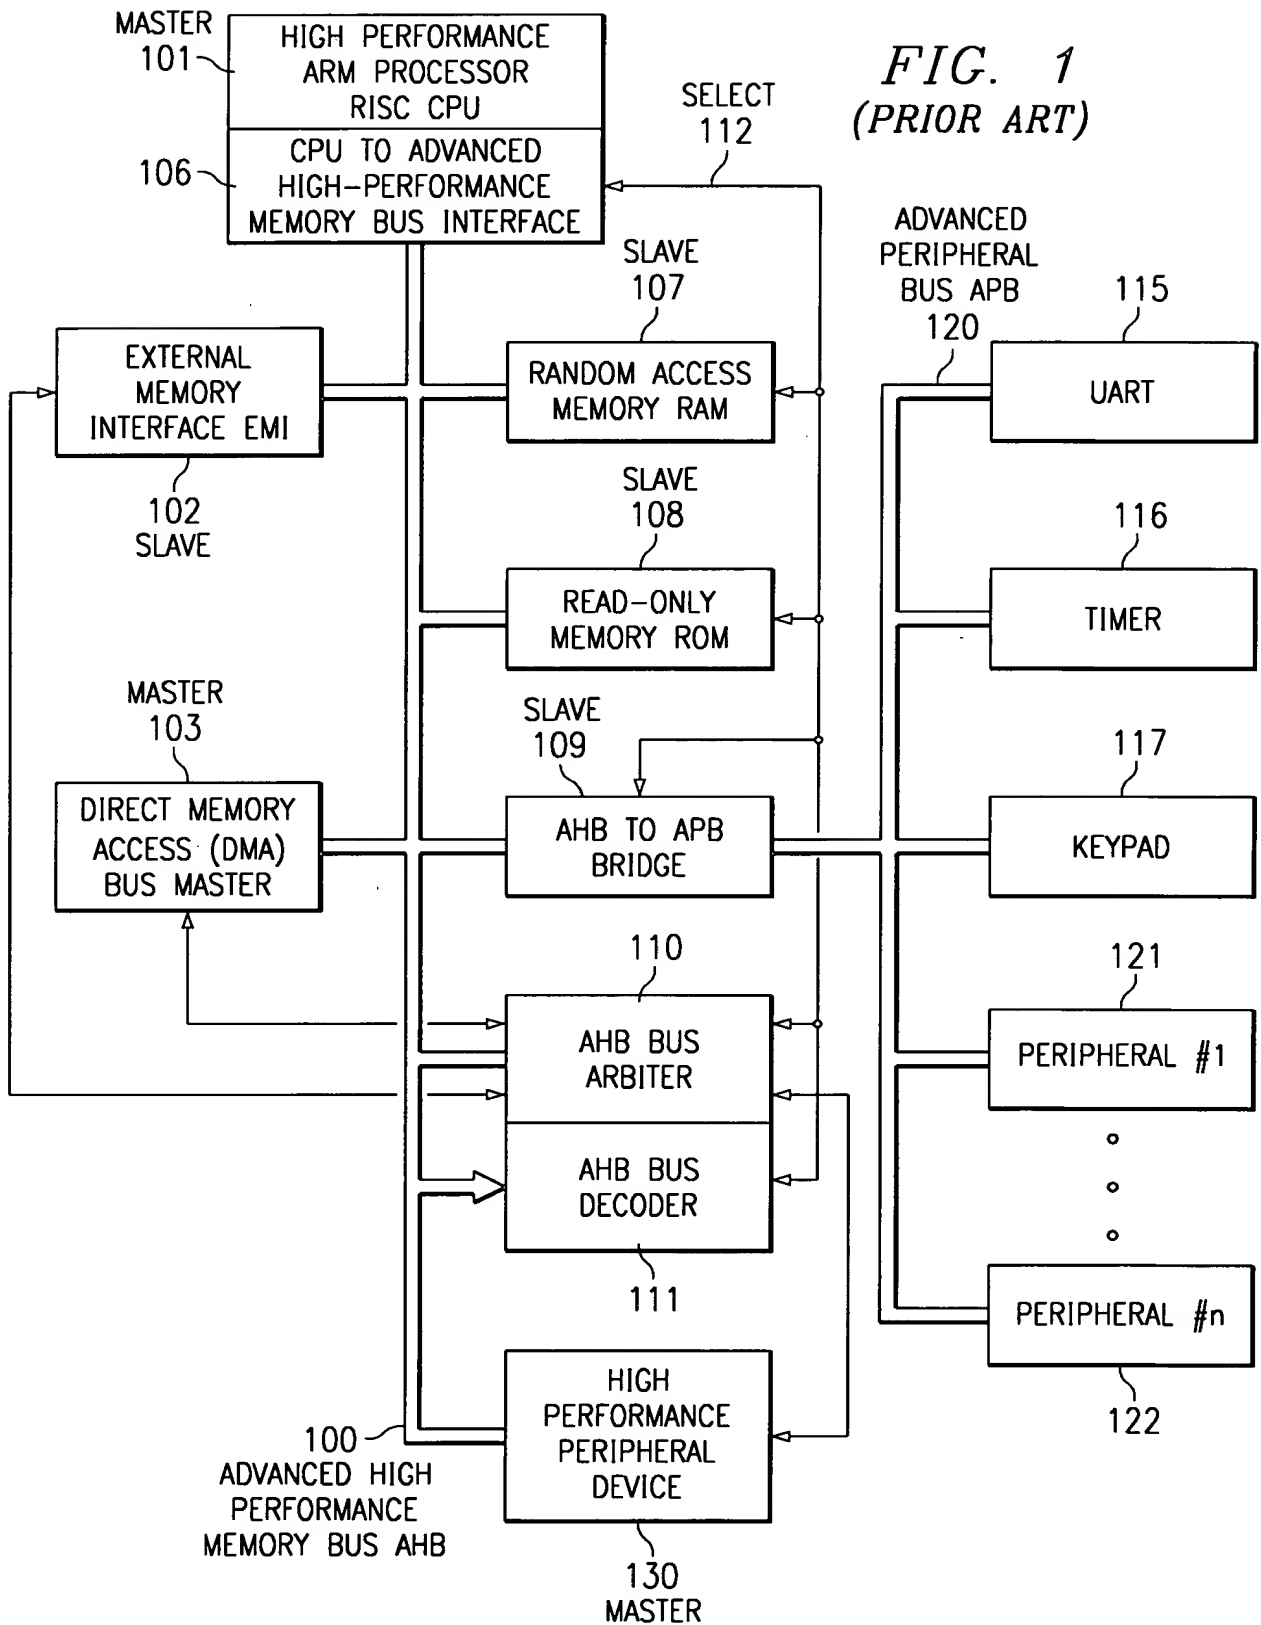 FIG. 1
(PRIOR ART)
MASTER
101
HIGH PERFORMANCE
ARM PROCESSOR
RISC CPU
106
CPU TO ADVANCED
HIGH-PERFORMANCE
MEMORY BUS INTERFACE
SELECT
112
SLAVE
107
RANDOM ACCESS
MEMORY RAM
EXTERNAL
MEMORY
INTERFACE EMI
102
SLAVE
SLAVE
108
READ-ONLY
MEMORY ROM
MASTER
103
DIRECT MEMORY
ACCESS (DMA)
BUS MASTER
SLAVE
109
AHB TO APB
BRIDGE
110
AHB BUS
ARBITER
AHB BUS
DECODER
111
HIGH
PERFORMANCE
PERIPHERAL
DEVICE
130
MASTER
100
ADVANCED HIGH
PERFORMANCE
MEMORY BUS AHB
ADVANCED
PERIPHERAL
BUS APB
120
115
UART
116
TIMER
117
KEYPAD
121
PERIPHERAL #1
PERIPHERAL #n
122